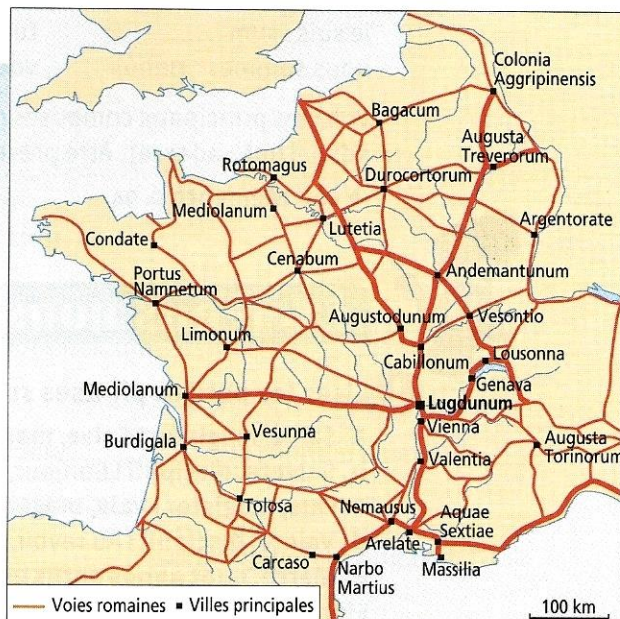 Colonia
Aggripinensis
Bagacum
Augusta
Treverorum
Rotomagus
Durocortorum
Mediolanum
Argentorate
Lutetia
Condate
Cenabum
Andemantunum
Portus
Namnetum
Augustodunum
Vesontio
Limonum
Cabillonum
Lousonna
Genava
Mediolanum
Lugdunum
Vienna
Burdigala
Vesunna
Augusta
Torinorum
Valentia
Tolosa
Nemausus
Aquae
Sextiae
Arelate
Carcaso
Narbo
Martius
Massilia
Voies romaines
Villes principales
100 km